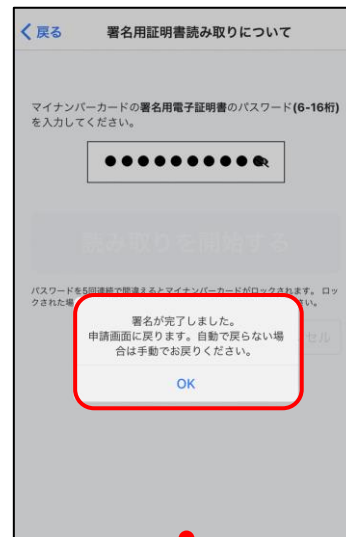 戻る 署名用証明書読み取りについて
マイナンバーカードの署名用電子証明書のパスワード(6-16桁)
を入力してください。
読み取りを開始する
パスワードを5回連続で間違えるとマイナンバーカードがロックされます。 ロッ
クされた場 さい。
署名が完了しました。
申請画面に戻ります。自動で戻らない場
合は手動でお戻りください。
セル
OK